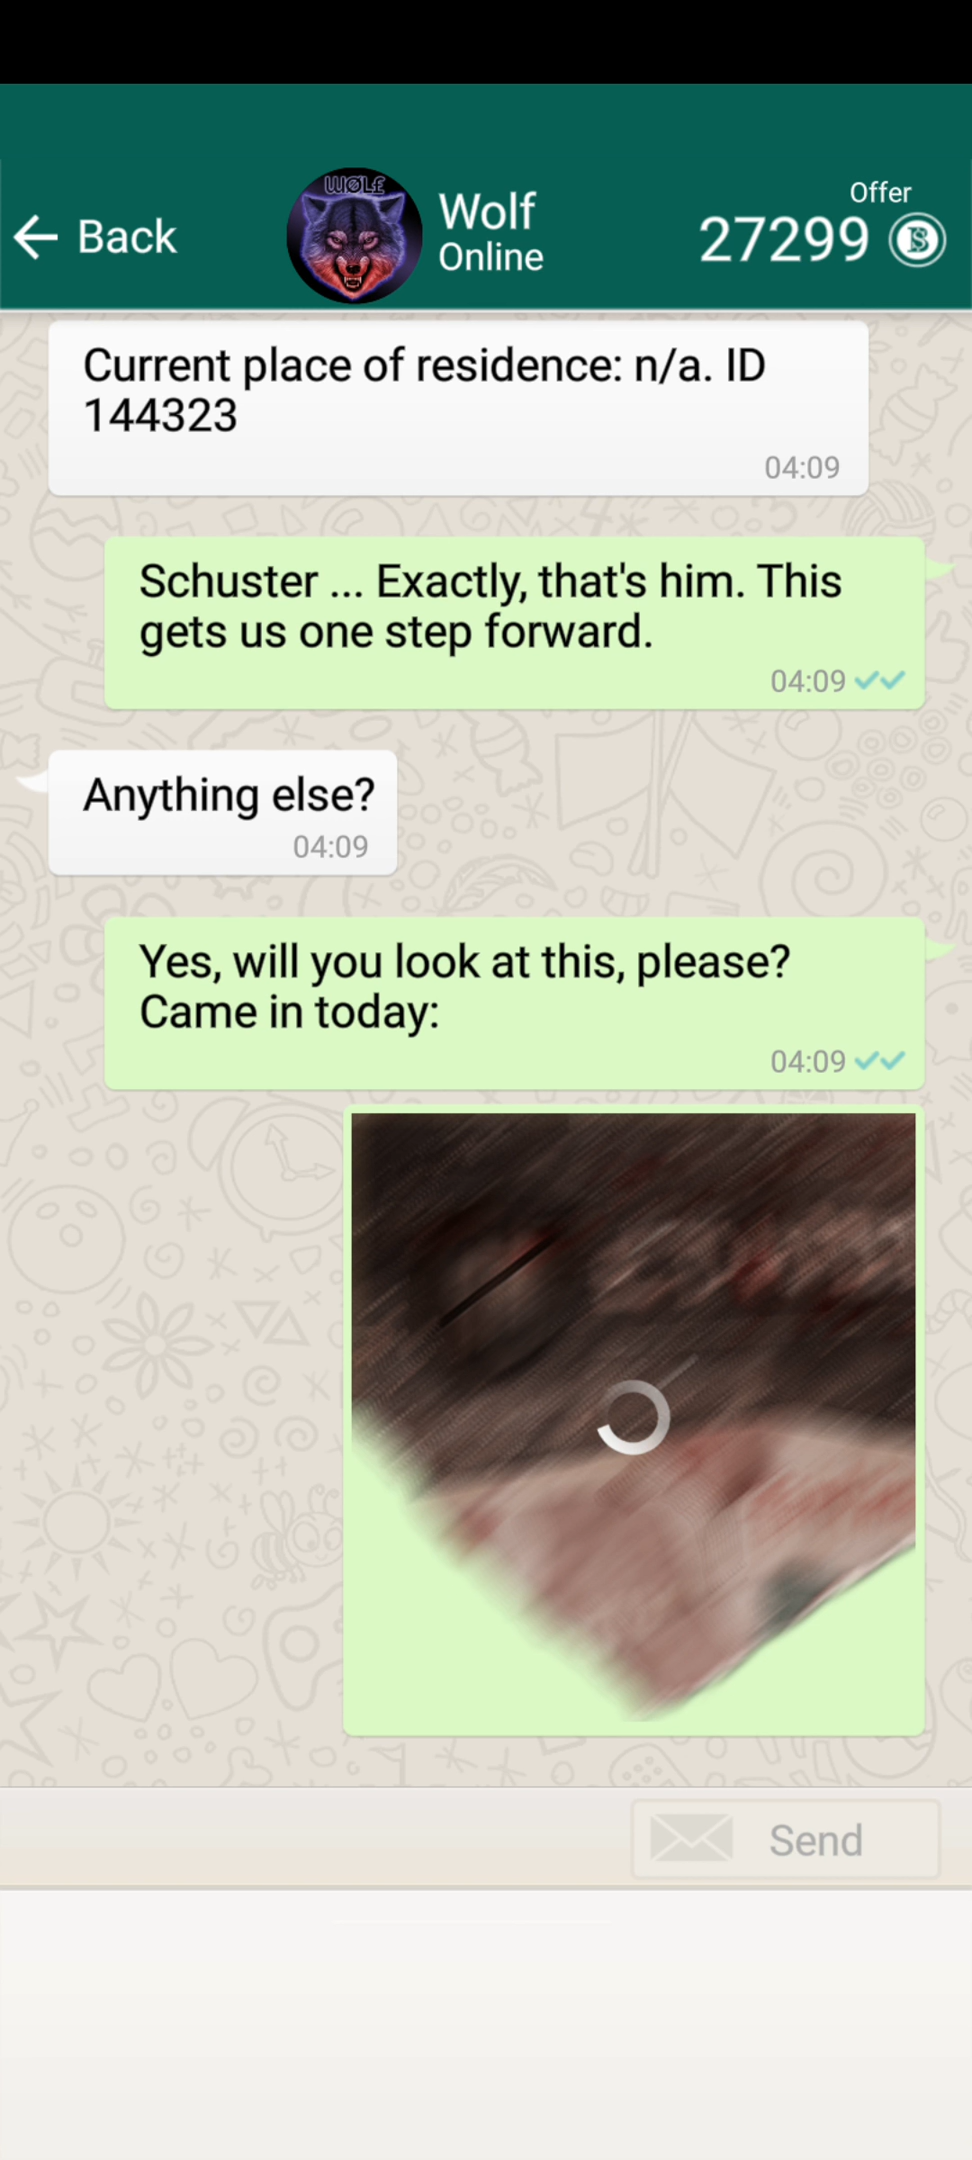 Back
WØLF
Wolf
Online
Offer
27299
Current place of residence: n/a. ID
144323
04:09
Schuster ... Exactly, that's him. This
gets us one step forward.
04:09
Anything else?
04:09
Yes, will you look at this, please?
Came in today:
04:09
Send